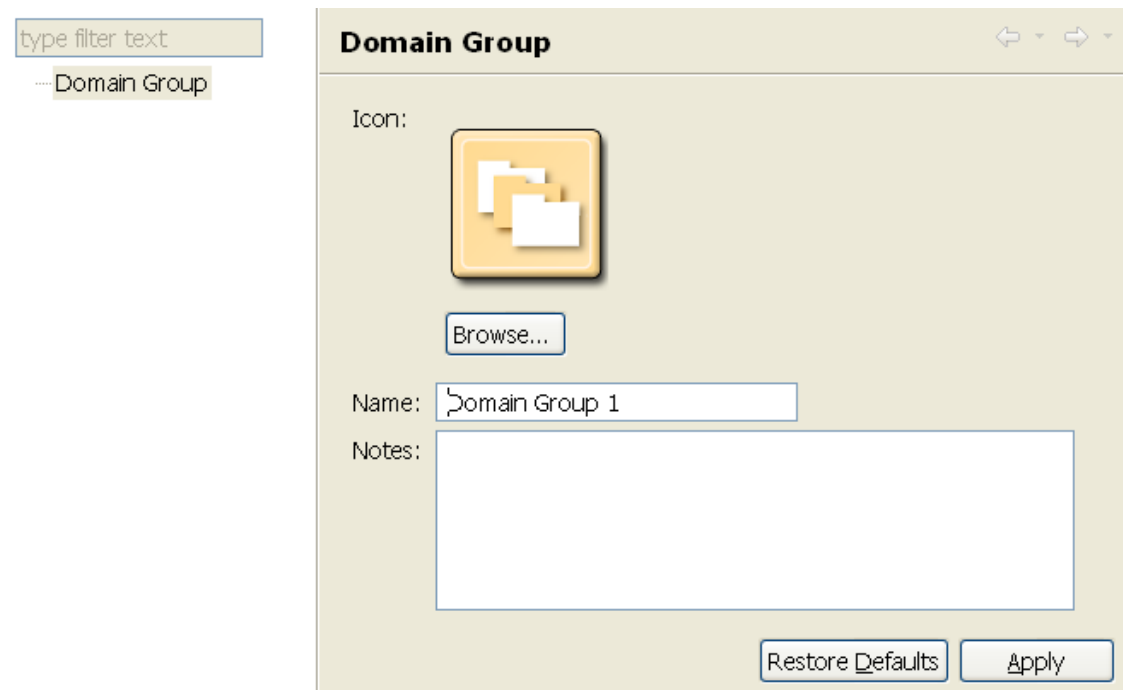 type filter text
Domain Group
Domain Group
Icon:
Browse...
Name: Domain Group 1
Notes:
Restore Defaults Apply